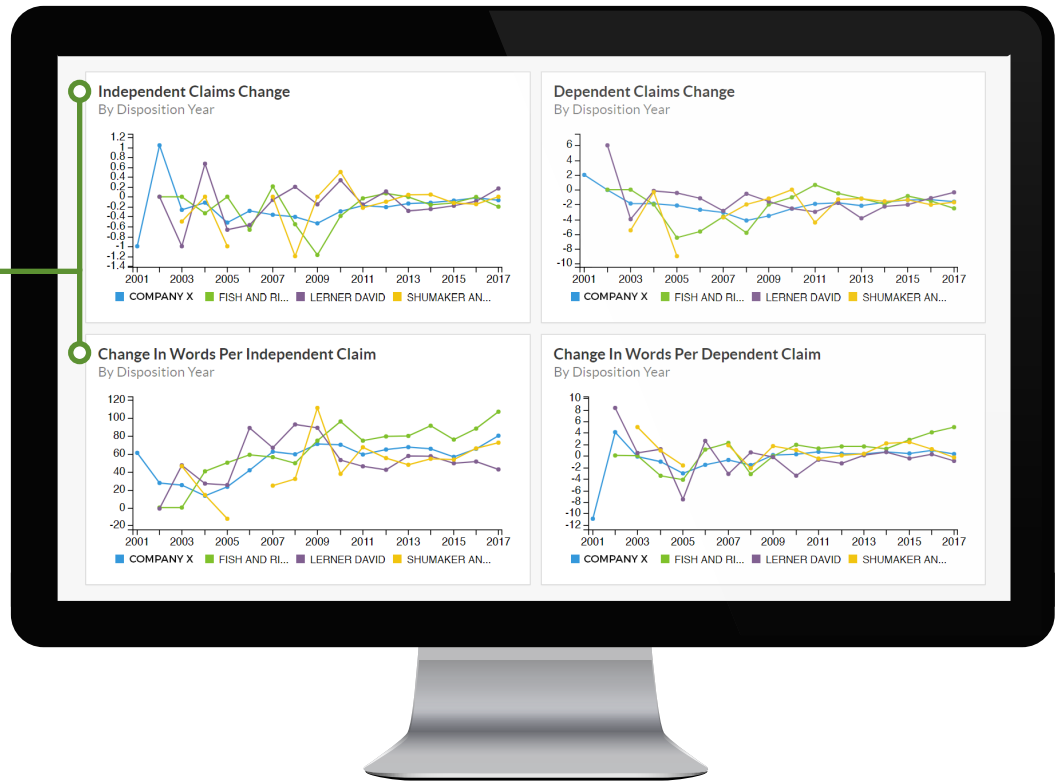 Independent Claims Change
By Disposition Year
1.2
1
0.8
0.6
0.4
0.2
0
-0.2
-0.4
-0.6
-0.8
-1
-1.2
-1.4
2001 2003 2005 2007 2009 2011 2013 2015 2017
COMPANY X FISH AND RI... LERNER DAVID SHUMAKER AN...
Dependent Claims Change
By Disposition Year
6
4
2
0
-2
-4
-6
-8
-10
2001 2003 2005 2007 2009 2011 2013 2015 2017
COMPANY X FISH AND RI... LERNER DAVID SHUMAKER AN...
Change In Words Per Independent Claim
By Disposition Year
120
100
80
60
40
20
0
-20
2001 2003 2005 2007 2009 2011 2013 2015 2017
COMPANY X FISH AND RI... LERNER DAVID SHUMAKER AN...
Change In Words Per Dependent Claim
By Disposition Year
10
8
6
4
2
0
-2
-4
-6
-8
-10
-12
2001 2003 2005 2007 2009 2011 2013 2015 2017
COMPANY X FISH AND RI... LERNER DAVID SHUMAKER AN...